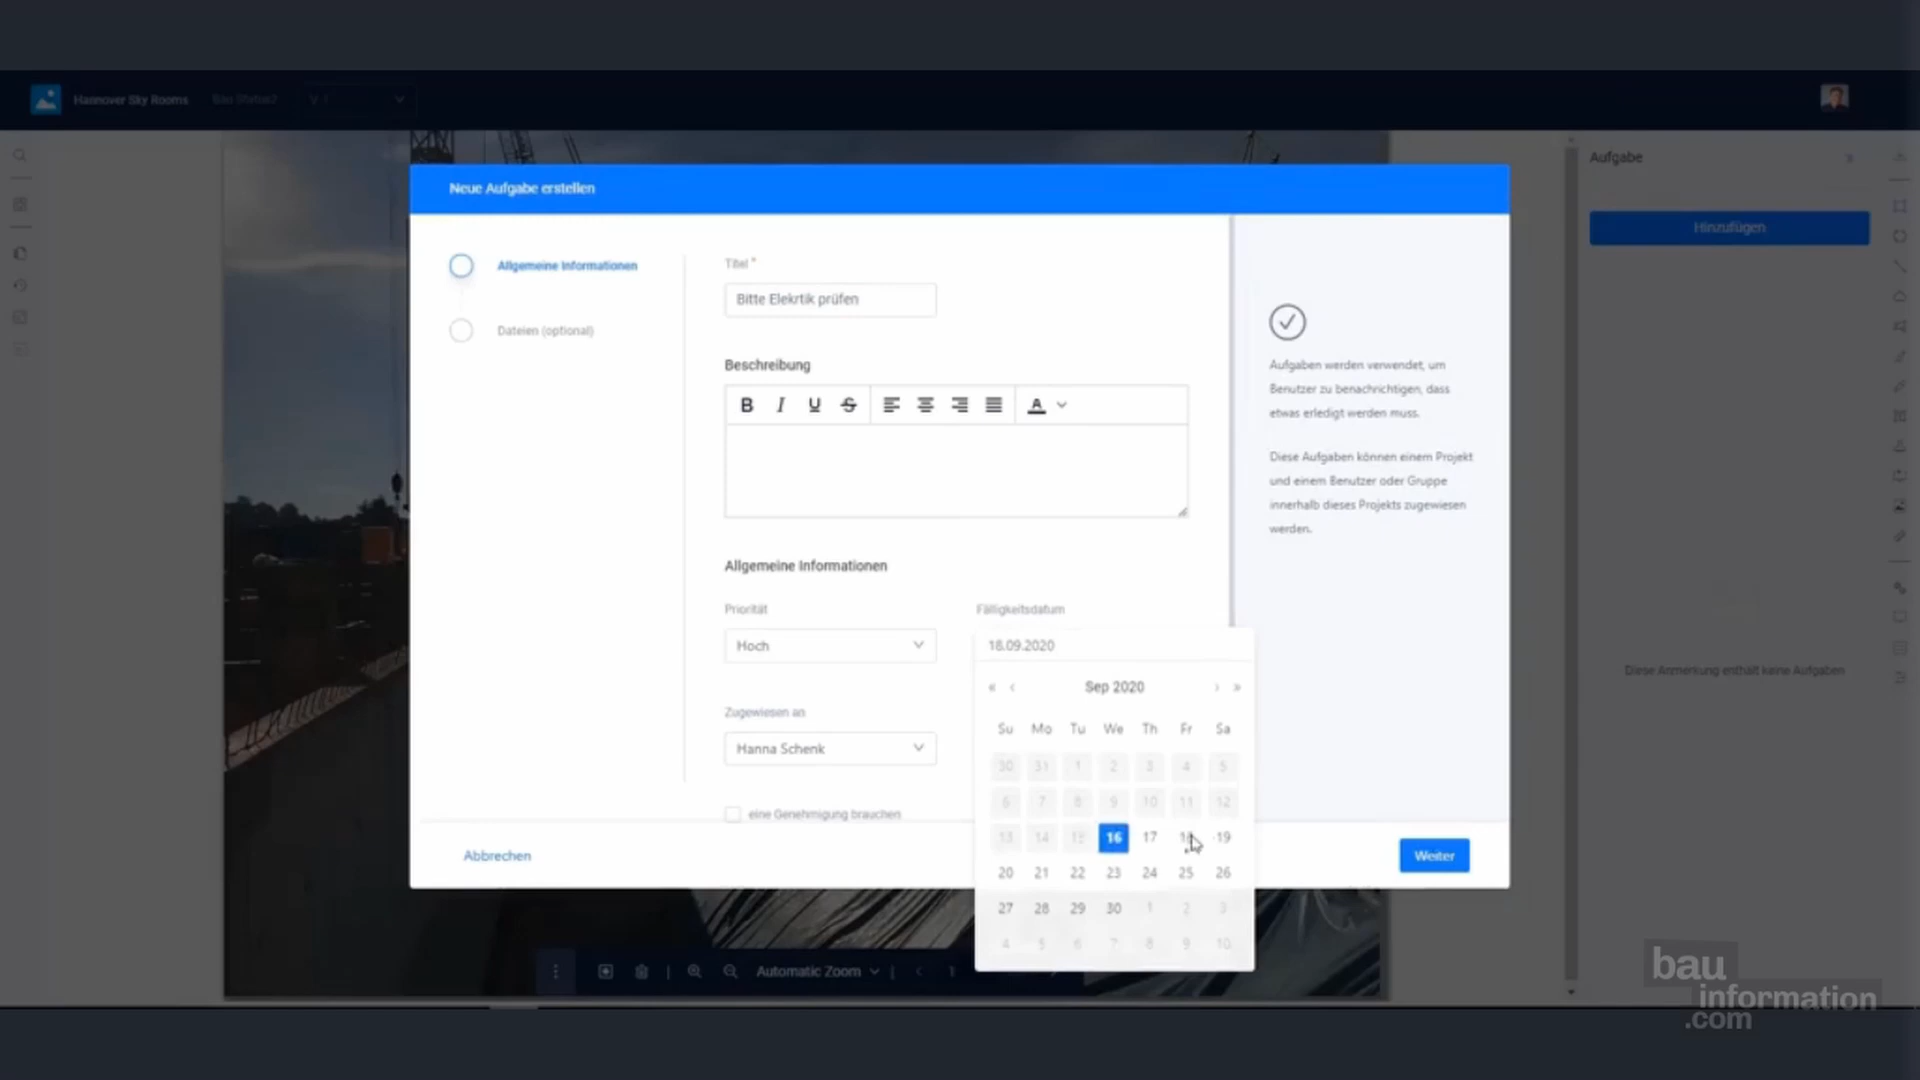 Hannover Sky Rooms Bau Status2
Aufgabe
Neue Aufgabe erstellen
Hinzufügen
Allgemeine Informationen
Dateien (optional)
Titel *
Bitte Elekrtik prüfen
Beschreibung
B I U S A
Allgemeine Informationen
Priorität
Hoch
Fälligkeitsdatum
18.09.2020
Zugewiesen an
Hanna Schenk
eine Genehmigung brauchen
« ‹ Sep 2020 › »
Su Mo Tu We Th Fr Sa
30 31 1 2 3 4 5
6 7 8 9 10 11 12
13 14 15 16 17 18 19
20 21 22 23 24 25 26
27 28 29 30 1 2 3
4 5 6 7 8 9 10
Aufgaben werden verwendet, um
Benutzer zu benachrichtigen, dass
etwas erledigt werden muss.
Diese Aufgaben können einem Projekt
und einem Benutzer oder Gruppe
innerhalb dieses Projekts zugewiesen
werden.
Diese Anmerkung enthält keine Aufgaben
Abbrechen
Weiter
Automatic Zoom
bau
information
.com